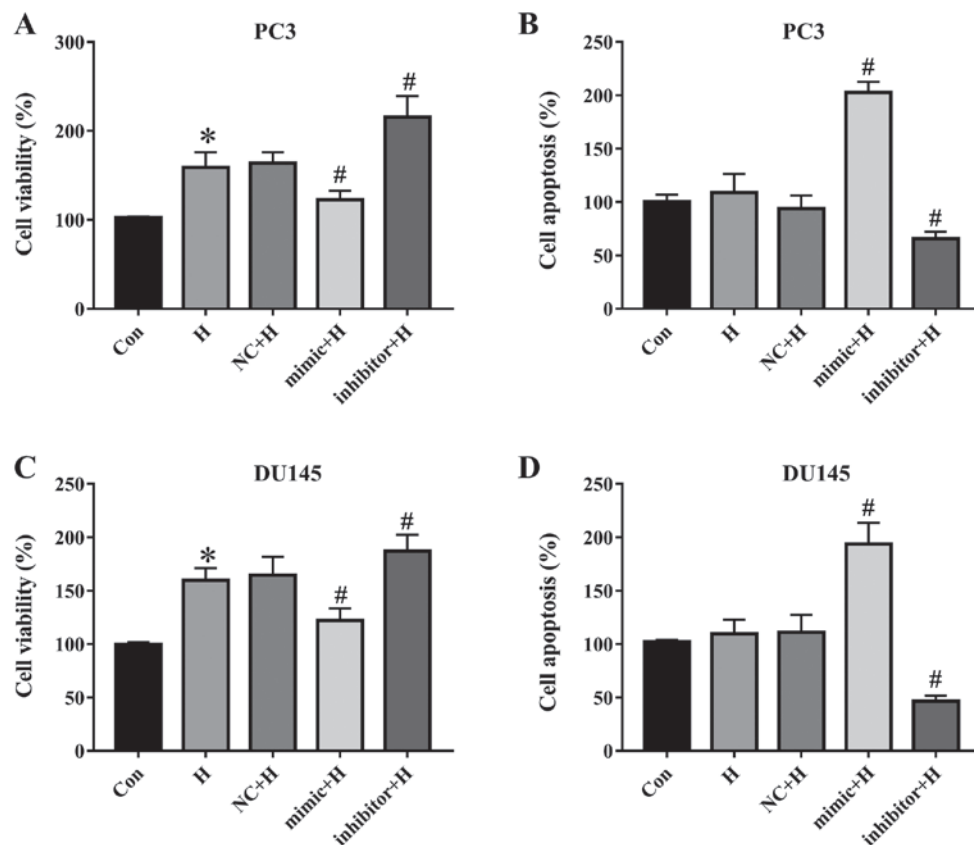 A
PC3
Cell viability (%)
300
200
100
0
*
#
#
Con
H
NC+H
mimic+H
inhibitor+H
B
PC3
Cell apoptosis (%)
250
200
150
100
50
0
#
#
Con
H
NC+H
mimic+H
inhibitor+H
C
DU145
Cell viability (%)
250
200
150
100
50
0
*
#
#
Con
H
NC+H
mimic+H
inhibitor+H
D
DU145
Cell apoptosis (%)
250
200
150
100
50
0
#
#
Con
H
NC+H
mimic+H
inhibitor+H